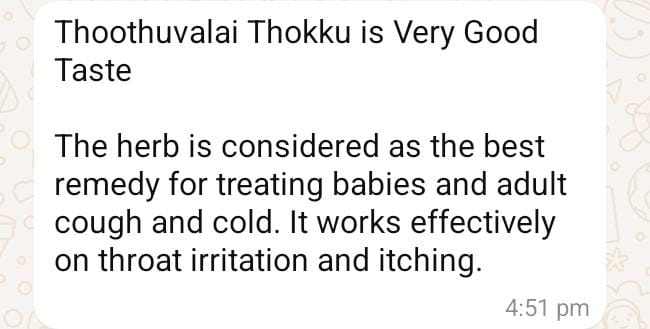 Thoothuvalai Thokku is Very Good
Taste
The herb is considered as the best
remedy for treating babies and adult
cough and cold. It works effectively
on throat irritation and itching.
4:51 pm